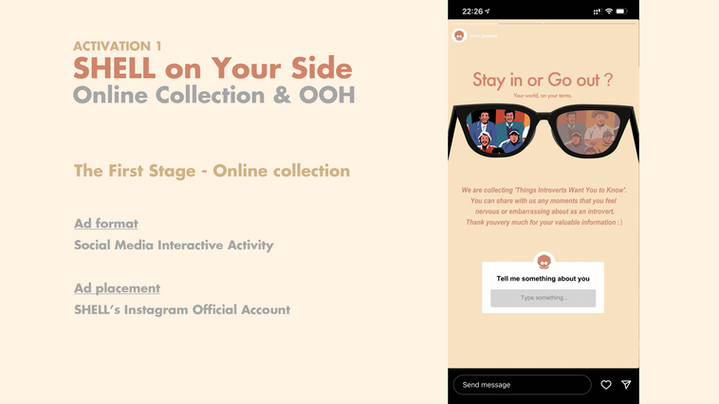 ACTIVATION 1
SHELL on Your Side
Online Collection & OOH
The First Stage - Online collection
Ad format
Social Media Interactive Activity
Ad placement
SHELL's Instagram Official Account
22:26
Stay in or Go out ?
Your world, on your terms.
We are collecting 'Things Introverts Want You to Know'.
You can share with us any moments that you feel
nervous or embarrassing about as an introvert.
Thank youvery much for your valuable information ; )
Tell me something about you
Type something...
Send message